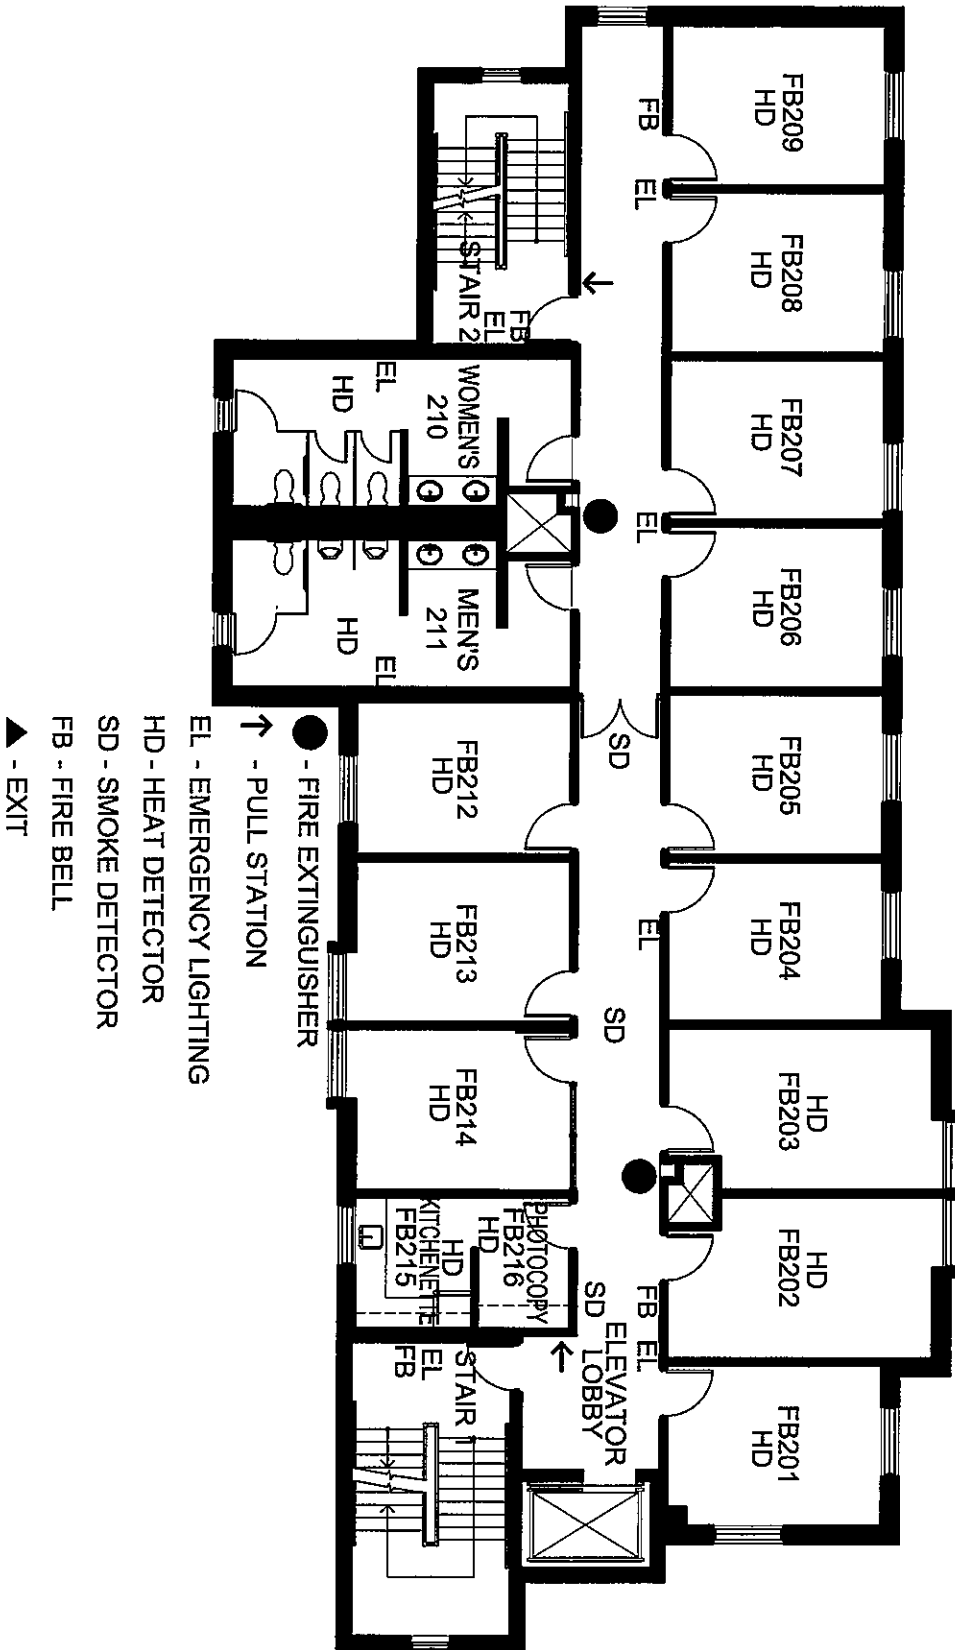 FB209
HD
FB208
HD
FB207
HD
FB206
HD
FB205
HD
FB204
HD
HD
FB203
HD
FB202
FB201
HD
FB
EL
EL
EL
FB
EL
SD
SD
SD
ELEVATOR
LOBBY
STAIR 2
FB
EL
WOMEN'S
210
EL
HD
MEN'S
211
EL
HD
FB212
HD
FB213
HD
FB214
HD
PHOTOCOPY
FB216
HD
HD
KITCHENETTE
FB215
STAIR 1
EL
FB
- FIRE EXTINGUISHER
- PULL STATION
EL - EMERGENCY LIGHTING
HD - HEAT DETECTOR
SD - SMOKE DETECTOR
FB - FIRE BELL
- EXIT